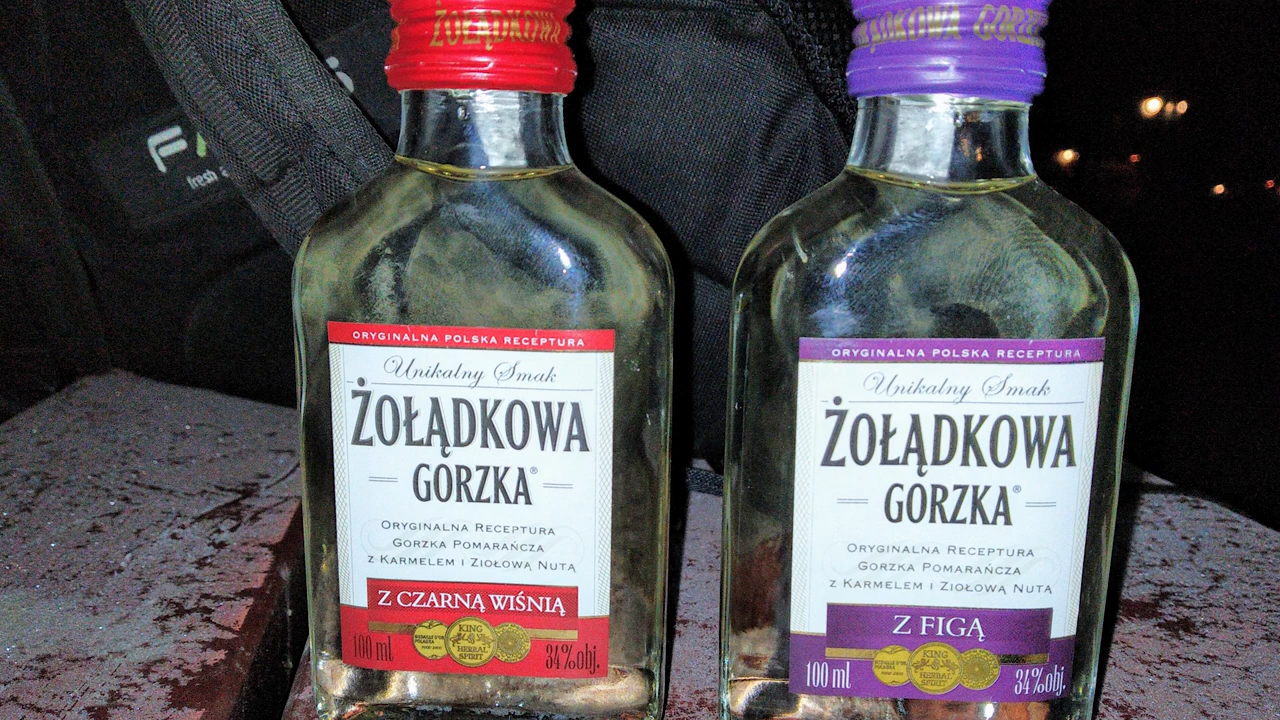 ŻOŁĄDKOWA
ORYGINALNA POLSKA RECEPTURA
Unikalny Smak
ŻOŁĄDKOWA
GORZKA®
ORYGINALNA RECEPTURA
GORZKA POMARAŃCZA
Z KARMELEM I ZIOŁOWĄ NUTĄ
Z CZARNĄ WIŚNIĄ
KING
HERBAL
SPIRIT
100 ml
34%obj.
ĄDKOWA GORZ
ORYGINALNA POLSKA RECEPTURA
Unikalny Smak
ŻOŁĄDKOWA
GORZKA®
ORYGINALNA RECEPTURA
GORZKA POMARAŃCZA
Z KARMELEM I ZIOŁOWĄ NUTĄ
Z FIGĄ
KING
HERBAL
SPIRIT
100 ml
34%obj.
fresh